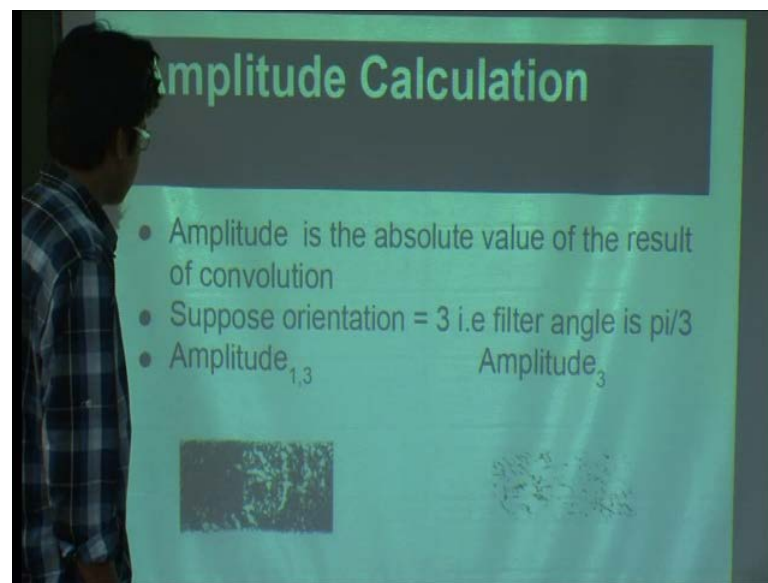 Amplitude Calculation
• Amplitude is the absolute value of the result
of convolution
• Suppose orientation = 3 i.e filter angle is pi/3
• Amplitude1,3 Amplitude3